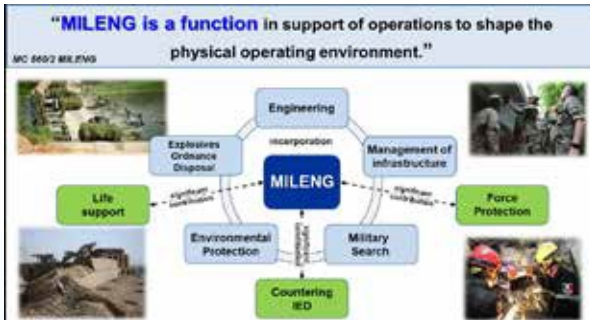 “MILENG is a function in support of operations to shape the
physical operating environment.”
MC 560/2 MILENG
Engineering
incorporation
Explosives
Ordnance
Disposal
Management of
infrastructure
MILENG
Life
support
significant
contribution
significant
contribution
Force
Protection
Environmental
Protection
significant
contribution
Military
Search
Countering
IED